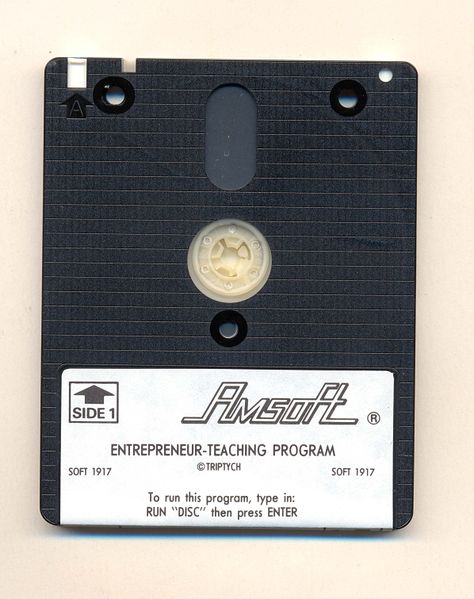 A
SIDE 1
Amsoft ®
ENTREPRENEUR-TEACHING PROGRAM
SOFT 1917 ©TRIPTYCH SOFT 1917
To run this program, type in:
RUN "DISC" then press ENTER